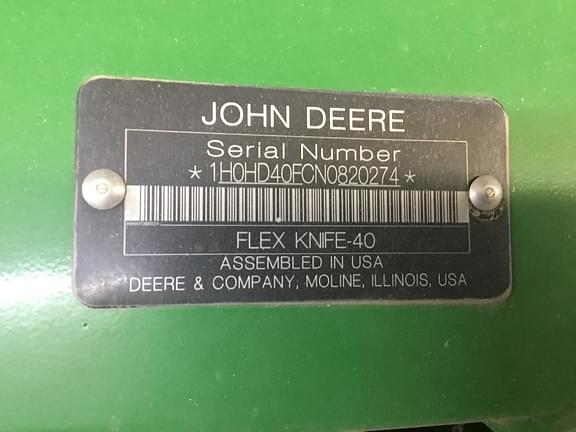 JOHN DEERE
Serial Number
*1H0HD40FCN0820274*
FLEX KNIFE-40
ASSEMBLED IN USA
DEERE & COMPANY, MOLINE, ILLINOIS, USA